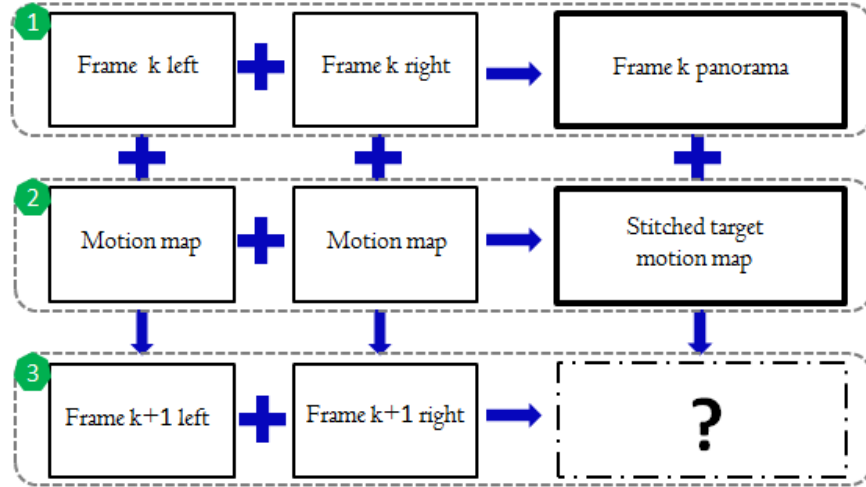 1
Frame k left
Frame k right
Frame k panorama
2
Motion map
Motion map
Stitched target
motion map
3
Frame k+1 left
Frame k+1 right
?